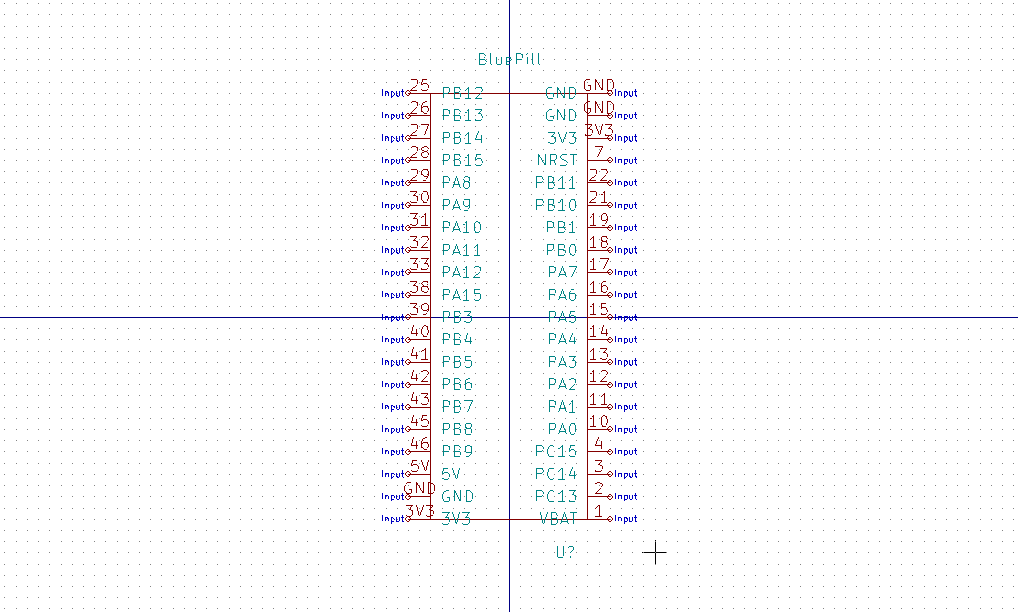 BluePill
25 GND
Input PB12 GND Input
26 GND
Input PB13 GND Input
27 3V3
Input PB14 3V3 Input
28 7
Input PB15 NRST Input
29 22
Input PA8 PB11 Input
30 21
Input PA9 PB10 Input
31 19
Input PA10 PB1 Input
32 18
Input PA11 PB0 Input
33 17
Input PA12 PA7 Input
38 16
Input PA15 PA6 Input
39 15
Input PB3 PA5 Input
40 14
Input PB4 PA4 Input
41 13
Input PB5 PA3 Input
42 12
Input PB6 PA2 Input
43 11
Input PB7 PA1 Input
45 10
Input PB8 PA0 Input
46 4
Input PB9 PC15 Input
5V 3
Input 5V PC14 Input
GND 2
Input GND PC13 Input
3V3 1
Input 3V3 VBAT Input
U?